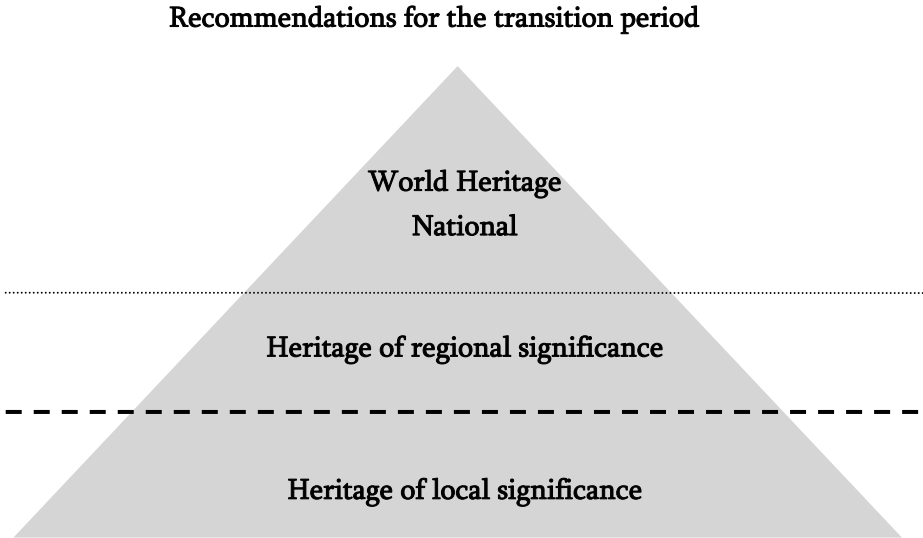 Recommendations for the transition period
World Heritage
National
Heritage of regional significance
Heritage of local significance